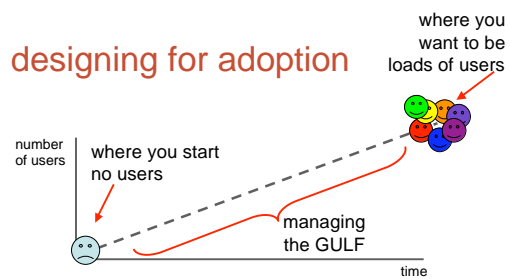 designing for adoption
where you
want to be
loads of users
number
of users
where you start
no users
managing
the GULF
time